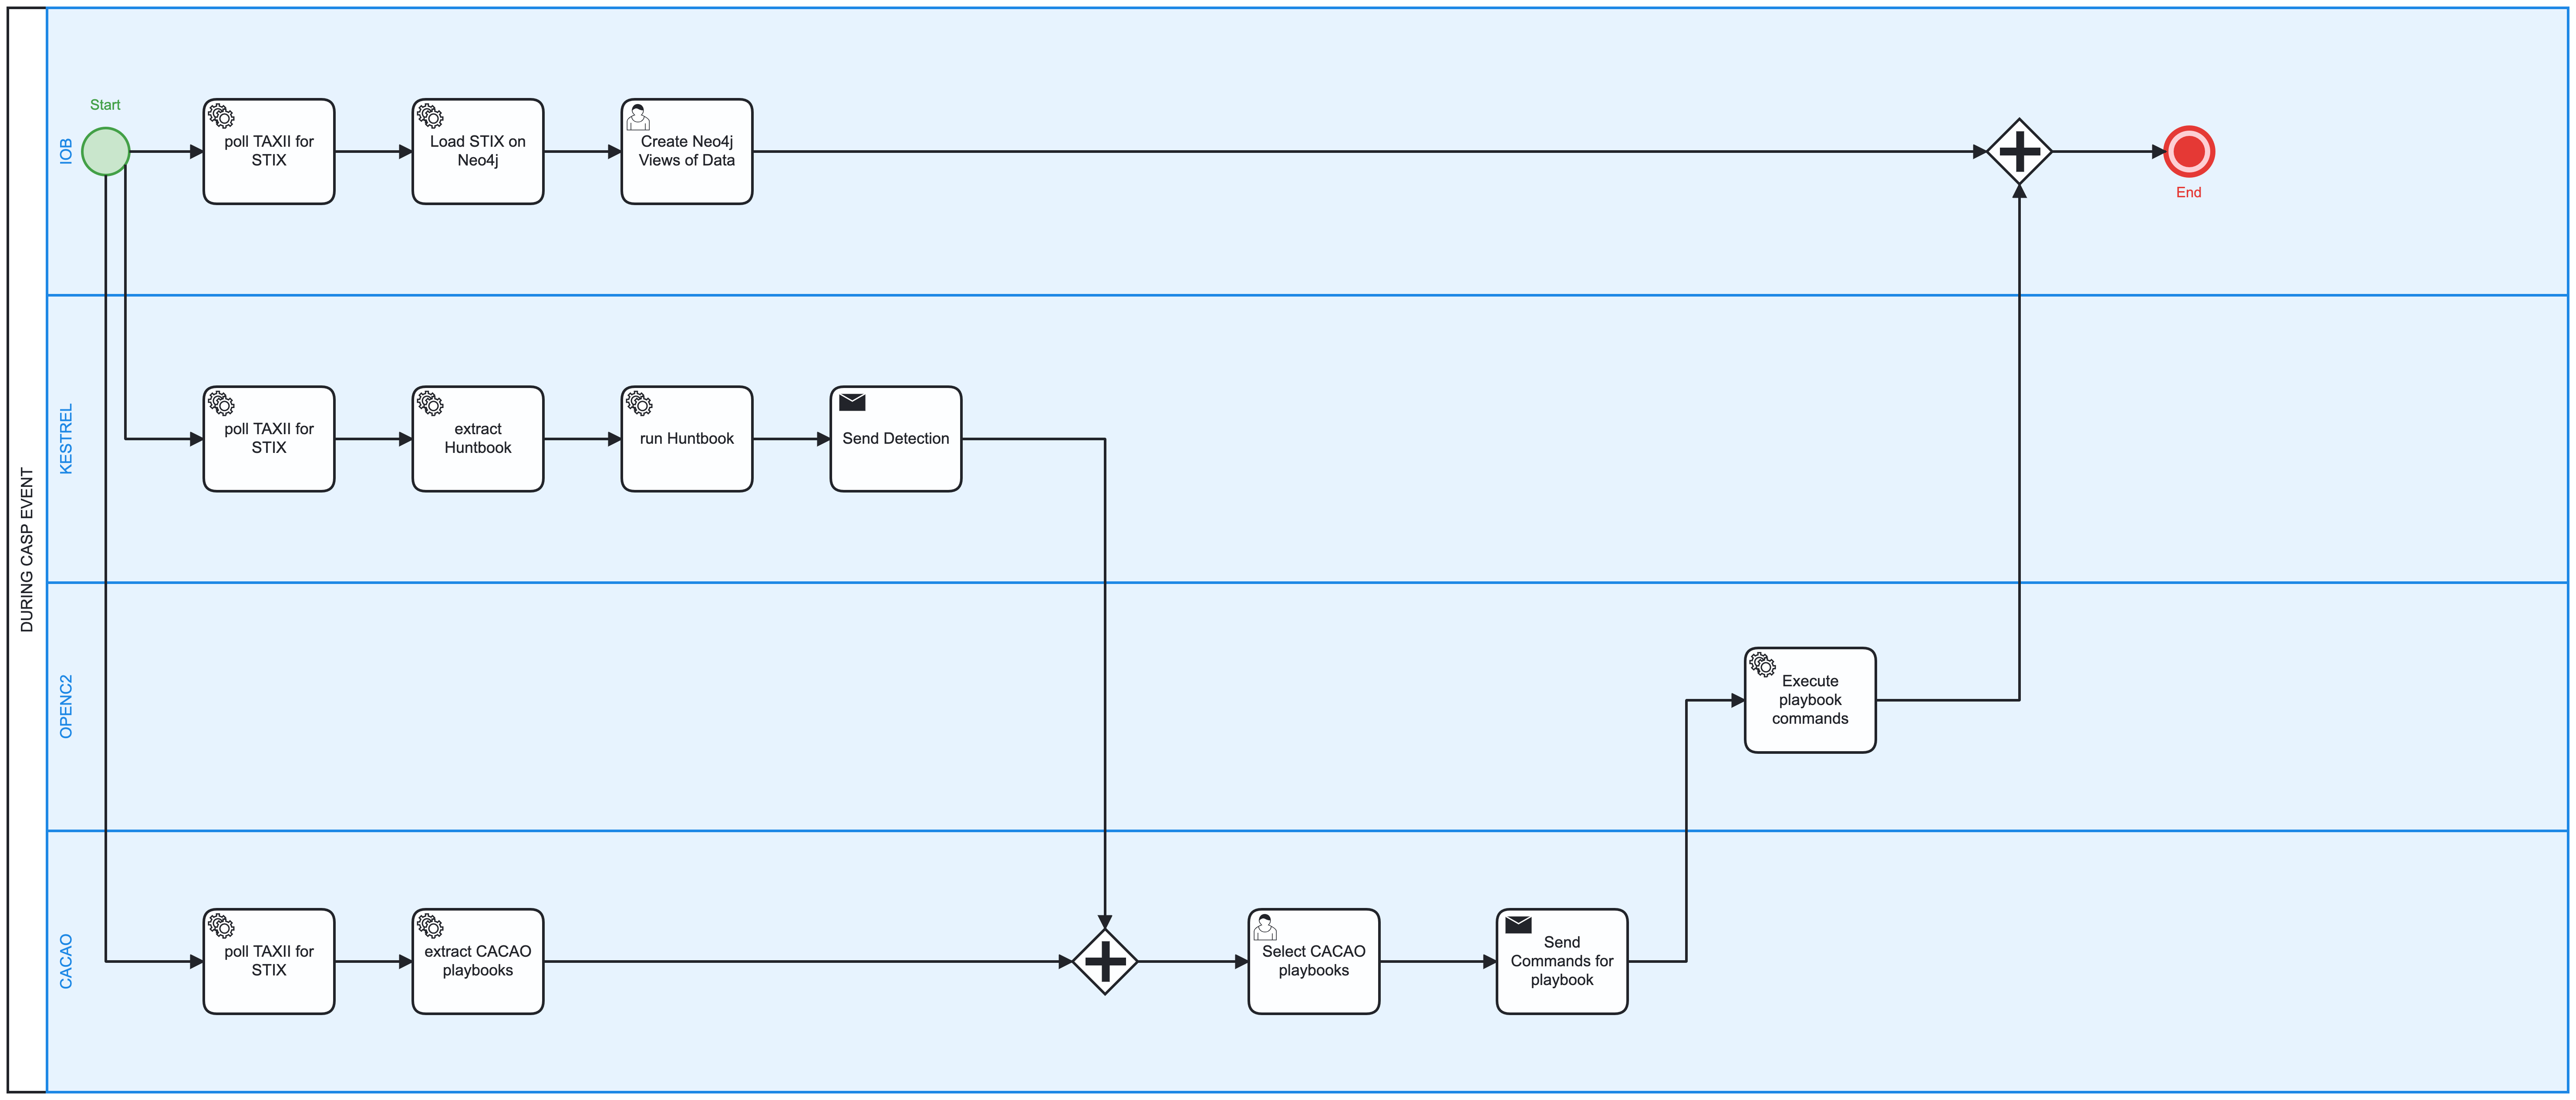 DURING CASP EVENT
IOB
Start
poll TAXII for
STIX
Load STIX on
Neo4j
Create Neo4j
Views of Data
End
KESTREL
poll TAXII for
STIX
extract
Huntbook
run Huntbook
Send Detection
OPENC2
Execute
playbook
commands
CACAO
poll TAXII for
STIX
extract CACAO
playbooks
Select CACAO
playbooks
Send
Commands for
playbook